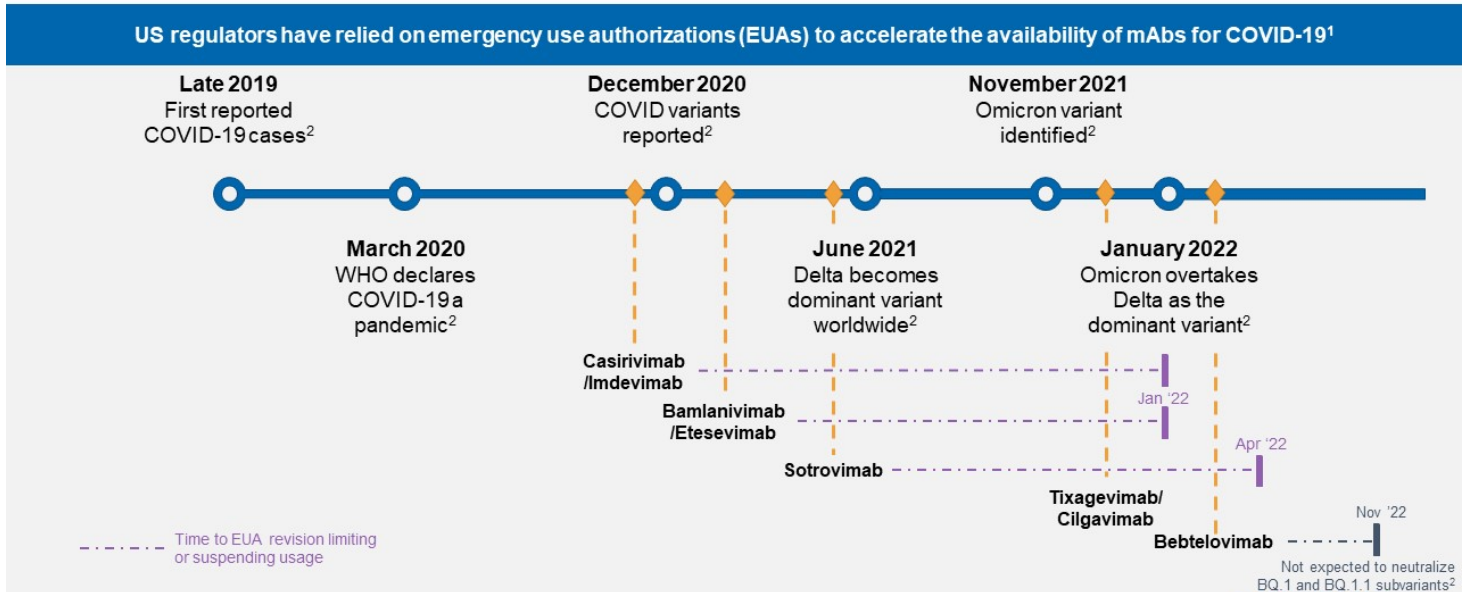 US regulators have relied on emergency use authorizations (EUAs) to accelerate the availability of mAbs for COVID-19¹
Late 2019
First reported
COVID-19 cases²
December 2020
COVID variants
reported²
November 2021
Omicron variant
identified²
March 2020
WHO declares
COVID-19 a
pandemic²
June 2021
Delta becomes
dominant variant
worldwide²
January 2022
Omicron overtakes
Delta as the
dominant variant²
Casirivimab
/Imdevimab
Jan ‘22
Bamlanivimab
/Etesevimab
Apr ‘22
Sotrovimab
Tixagevimab/
Cilgavimab
Nov ’22
Bebtelovimab
Not expected to neutralize
BQ.1 and BQ.1.1 subvariants²
Time to EUA revision limiting
or suspending usage